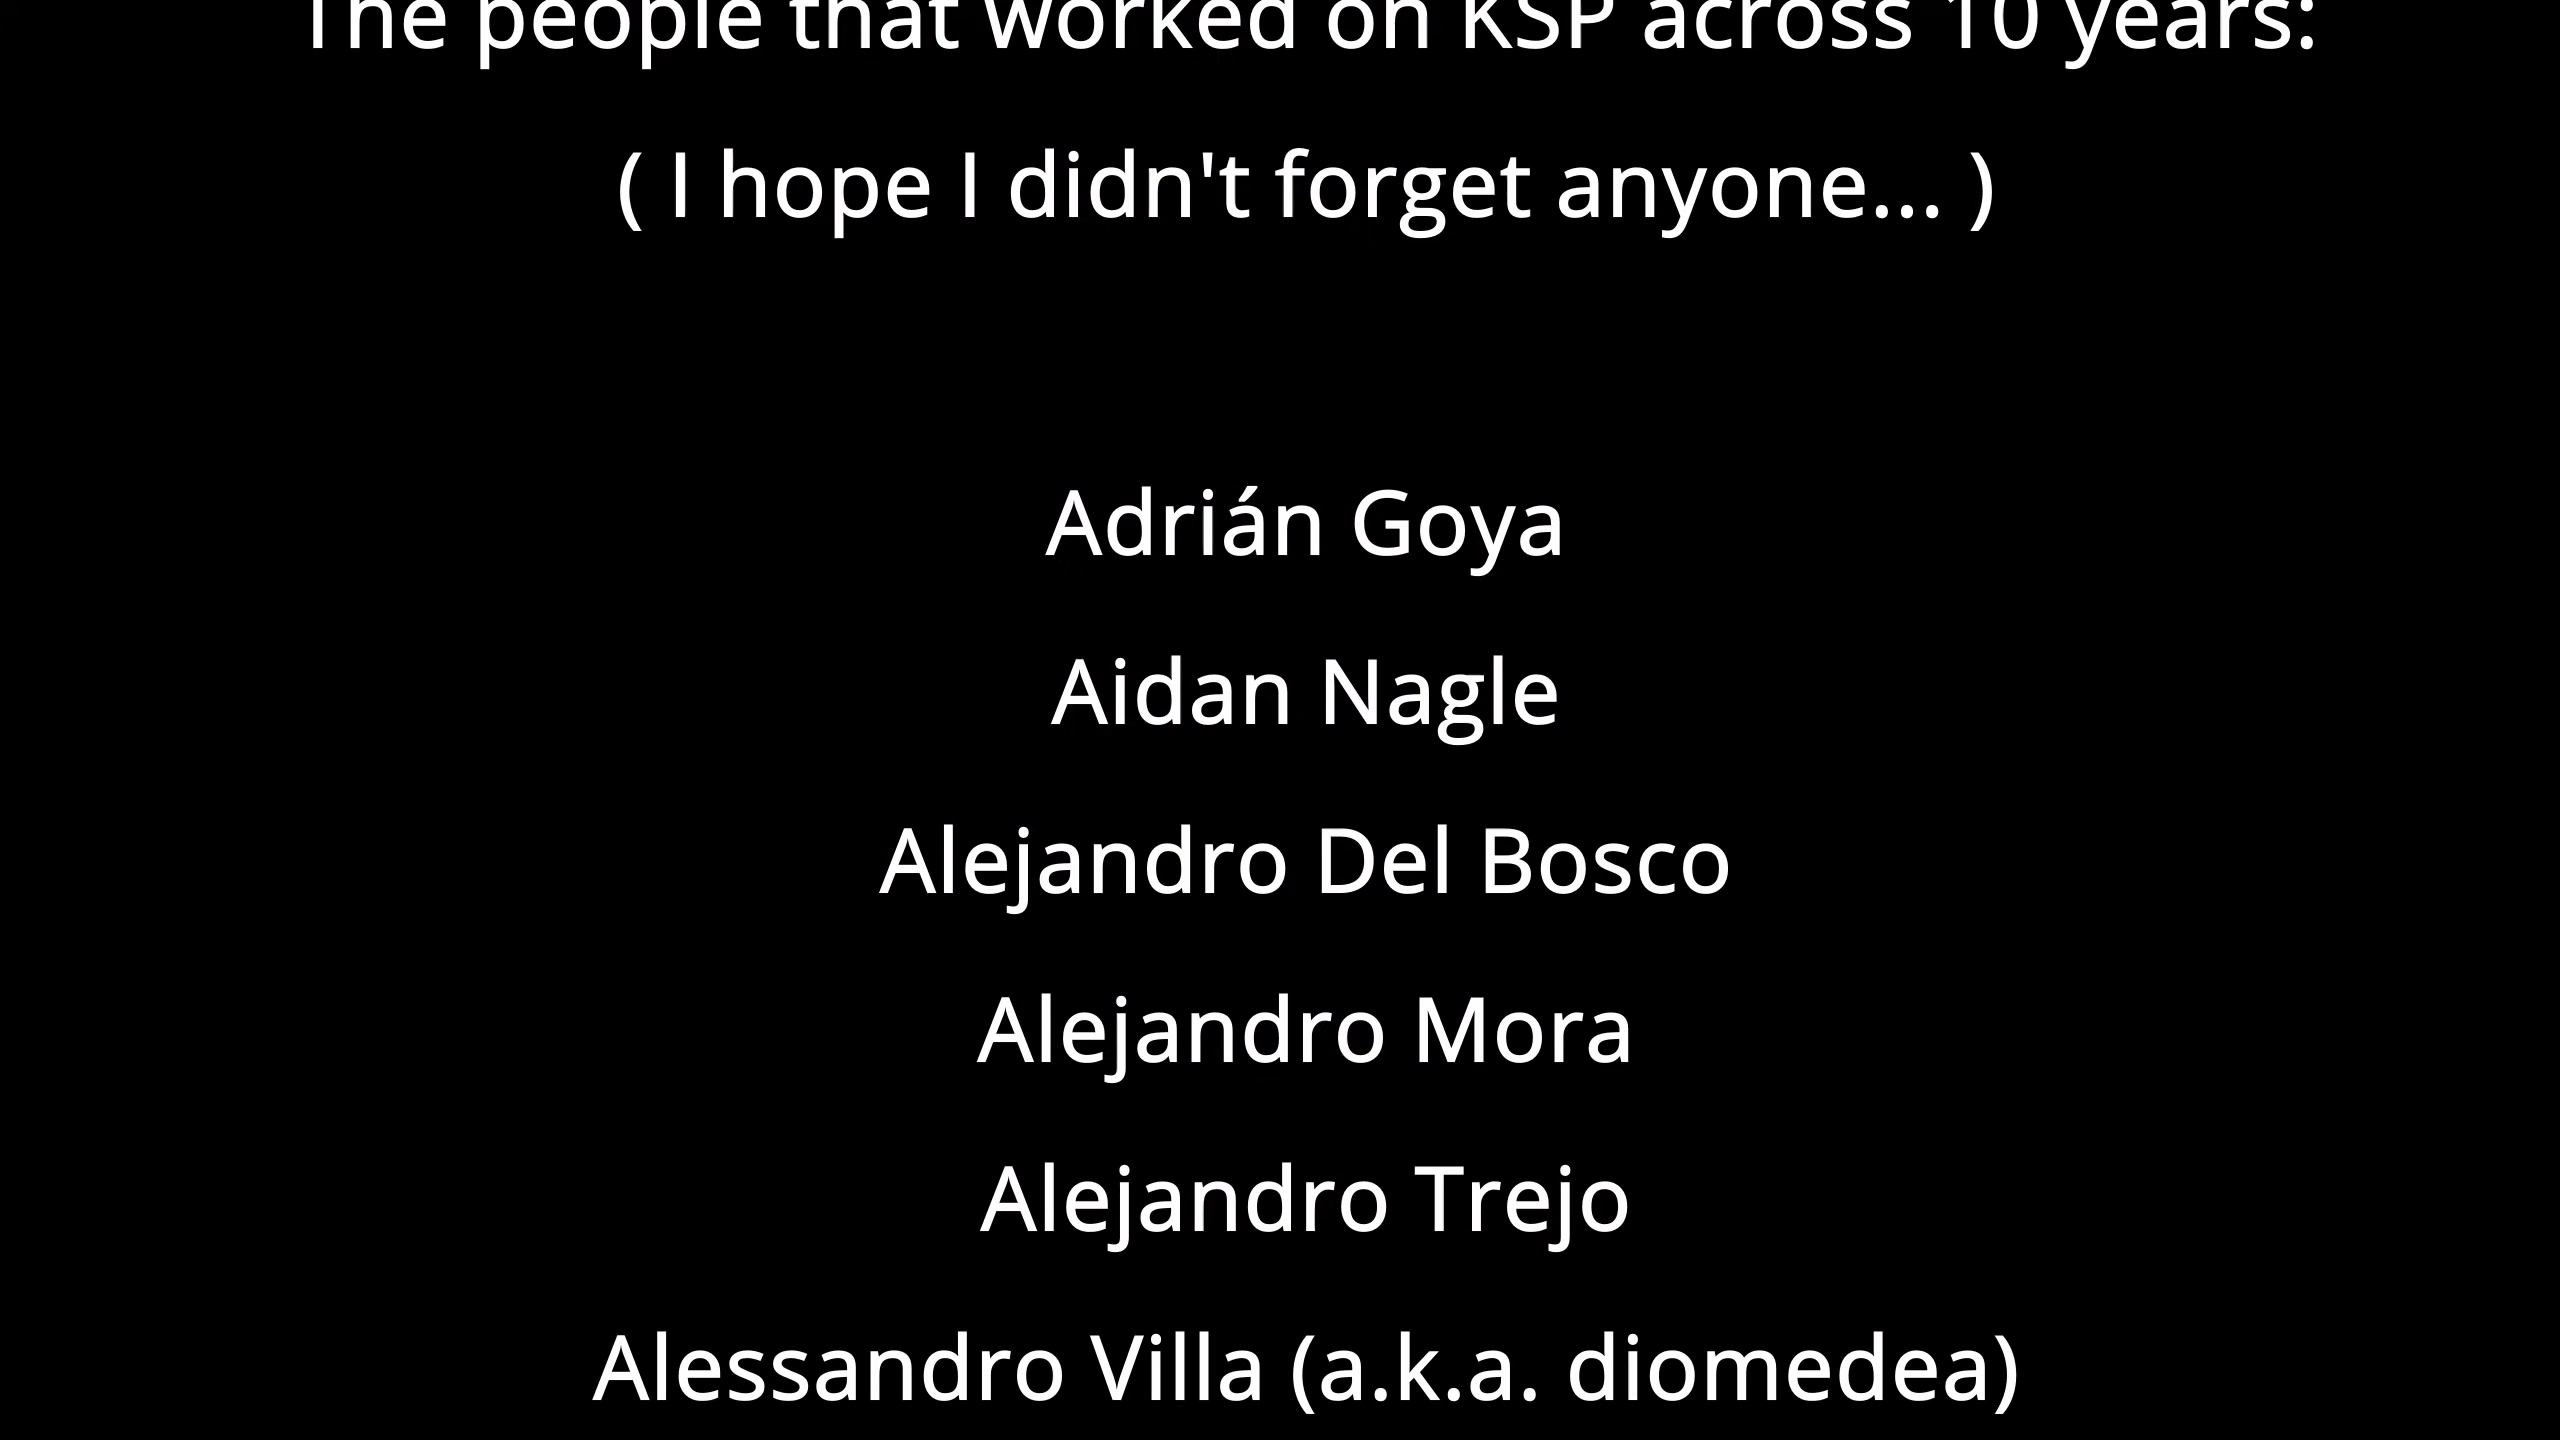 The people that worked on KSP across 10 years:
( I hope I didn't forget anyone... )
Adrián Goya
Aidan Nagle
Alejandro Del Bosco
Alejandro Mora
Alejandro Trejo
Alessandro Villa (a.k.a. diomedea)